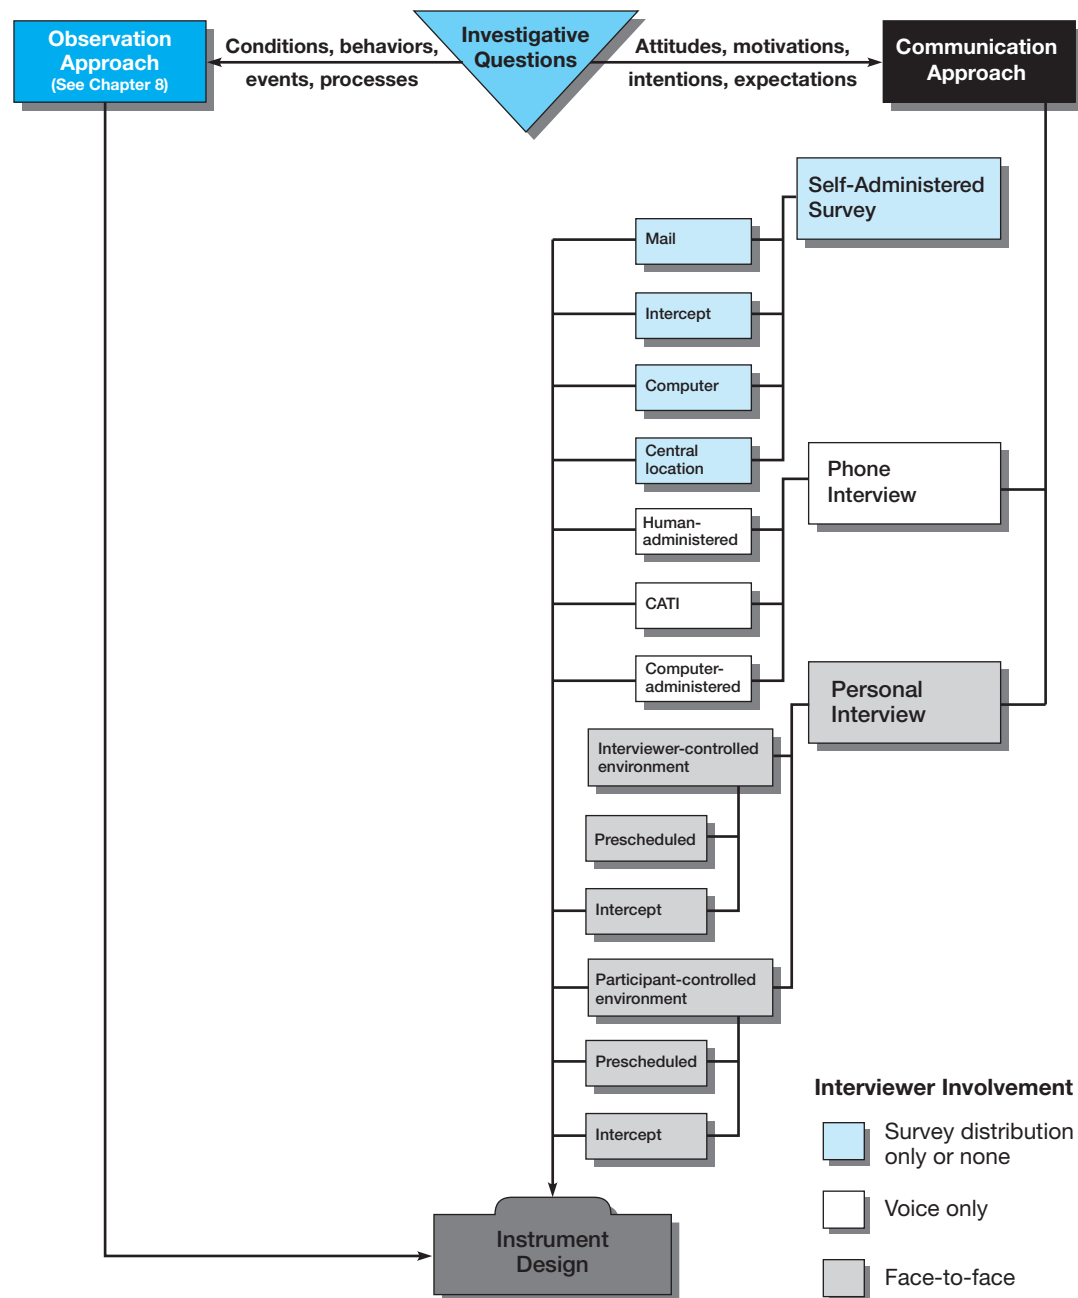 Observation
Approach
(See Chapter 8)
Conditions, behaviors,
events, processes
Investigative
Questions
Attitudes, motivations,
intentions, expectations
Communication
Approach
Self-Administered
Survey
Mail
Intercept
Computer
Central
location
Phone
Interview
Human-
administered
CATI
Computer-
administered
Personal
Interview
Interviewer-controlled
environment
Prescheduled
Intercept
Participant-controlled
environment
Prescheduled
Intercept
Instrument
Design
Interviewer Involvement
Survey distribution
only or none
Voice only
Face-to-face